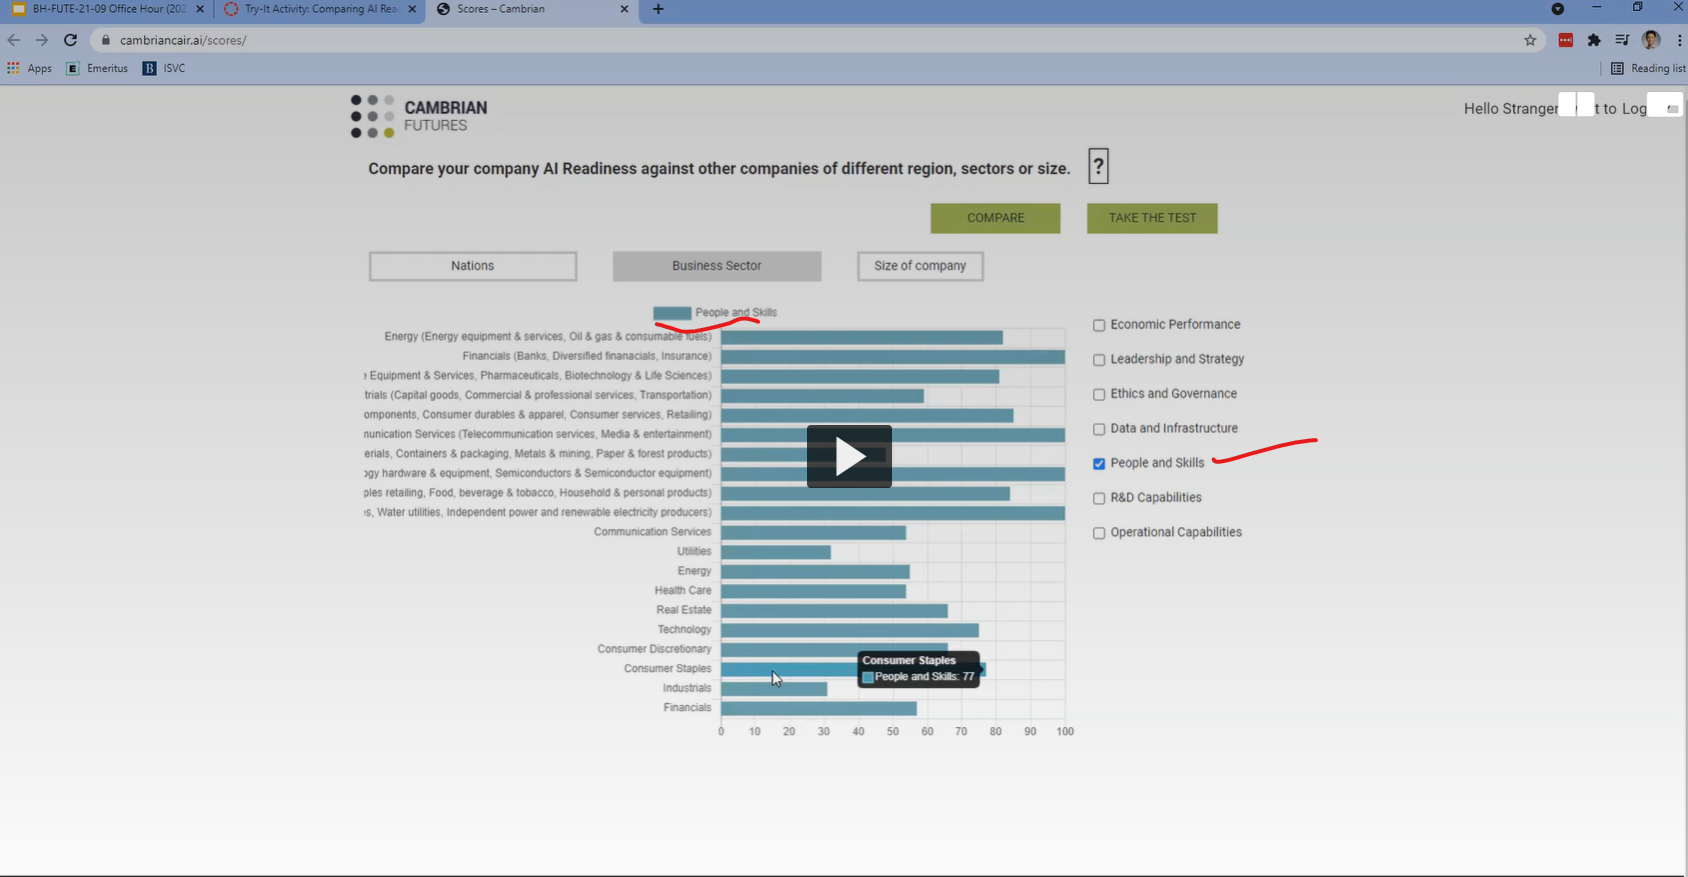 BH-FUTE-21-09 Office Hour (202
Try-It Activity: Comparing AI Rea
Scores – Cambrian
cambriancair.ai/scores/
Apps
Emeritus
ISVC
Reading list
CAMBRIAN
FUTURES
Hello Stranger
t to Log
Compare your company AI Readiness against other companies of different region, sectors or size.
?
COMPARE
TAKE THE TEST
Nations
Business Sector
Size of company
People and Skills
Energy (Energy equipment & services, Oil & gas & consumable fuels)
Financials (Banks, Diversified finanacials, Insurance)
Equipment & Services, Pharmaceuticals, Biotechnology & Life Sciences)
trials (Capital goods, Commercial & professional services, Transportation)
omponents, Consumer durables & apparel, Consumer services, Retailing)
nunication Services (Telecommunication services, Media & entertainment)
erials, Containers & packaging, Metals & mining, Paper & forest products)
ogy hardware & equipment, Semiconductors & Semiconductor equipment)
ples retailing, Food, beverage & tobacco, Household & personal products)
s, Water utilities, Independent power and renewable electricity producers)
Communication Services
Utilities
Energy
Health Care
Real Estate
Technology
Consumer Discretionary
Consumer Staples
Industrials
Financials
Consumer Staples
People and Skills: 77
0 10 20 30 40 50 60 70 80 90 100
Economic Performance
Leadership and Strategy
Ethics and Governance
Data and Infrastructure
People and Skills
R&D Capabilities
Operational Capabilities